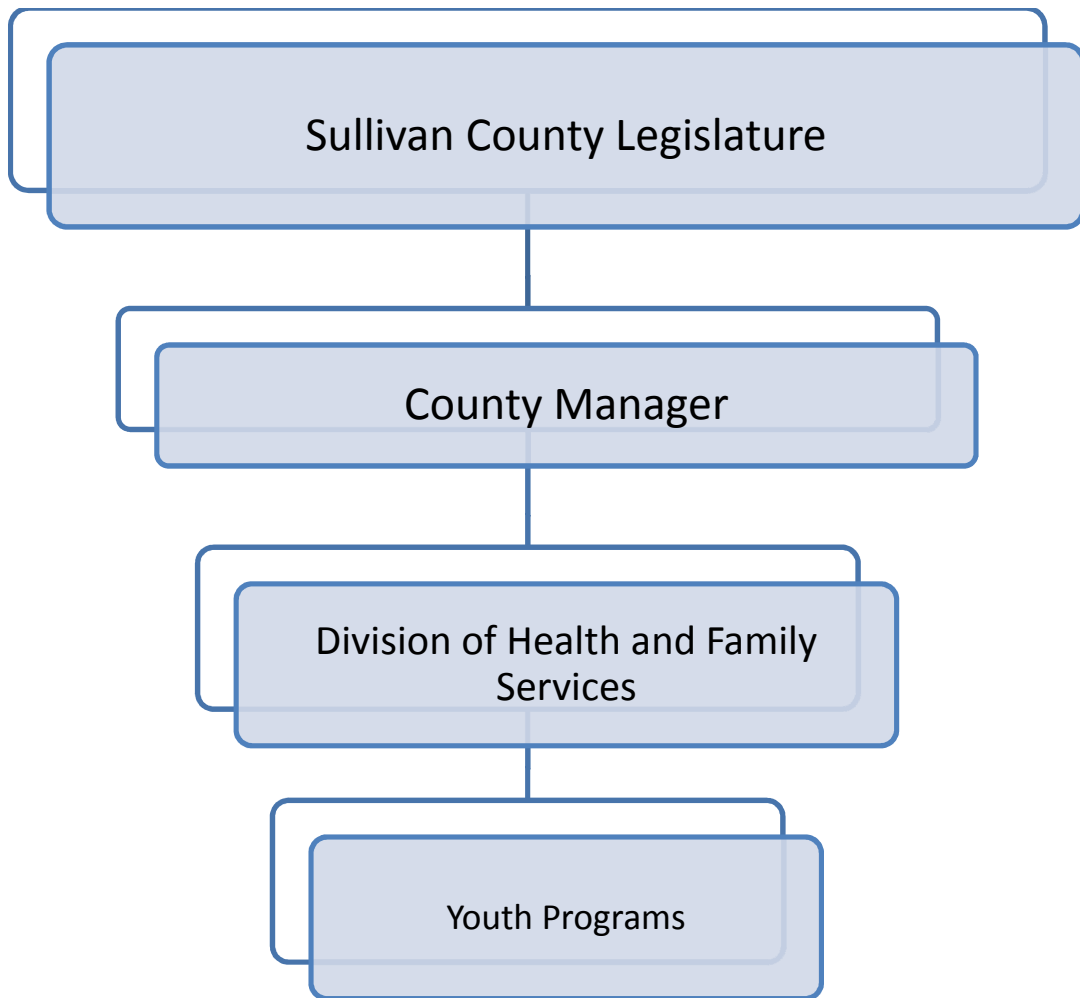 Sullivan County Legislature
County Manager
Division of Health and Family
Services
Youth Programs